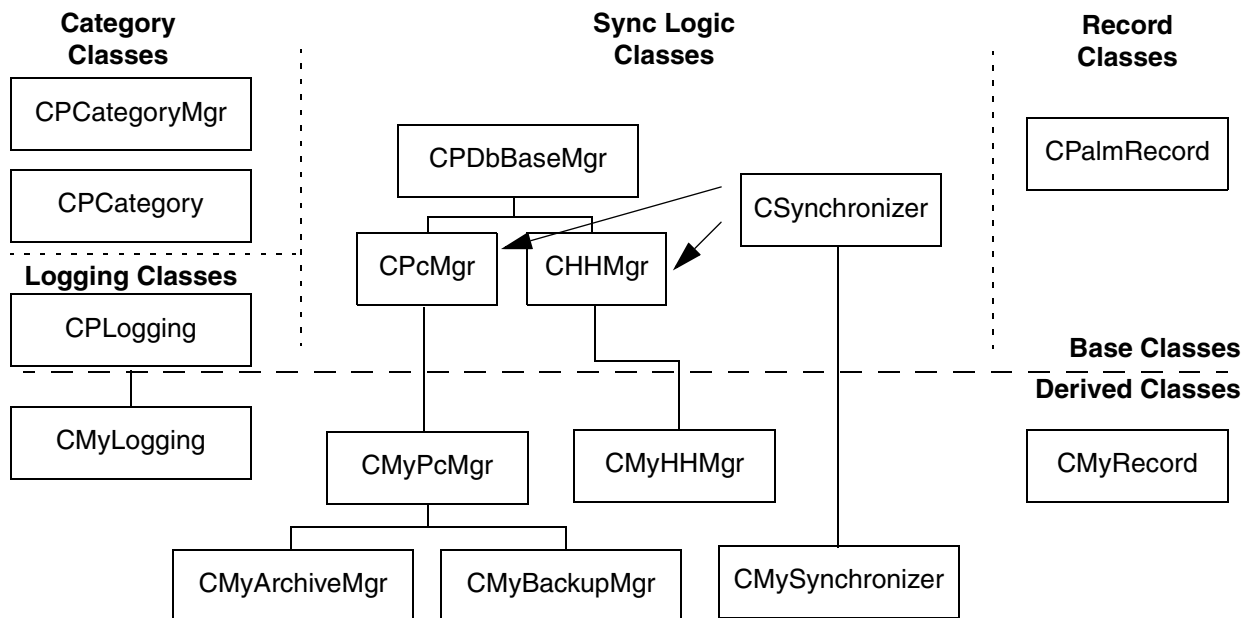 Category
Classes
CPCategoryMgr
CPCategory
Logging Classes
CPLogging
CMyLogging
Sync Logic
Classes
CPDbBaseMgr
CSynchronizer
CPcMgr
CHHMgr
CMyPcMgr
CMyHHMgr
CMyArchiveMgr
CMyBackupMgr
CMySynchronizer
Record
Classes
CPalmRecord
Base Classes
Derived Classes
CMyRecord